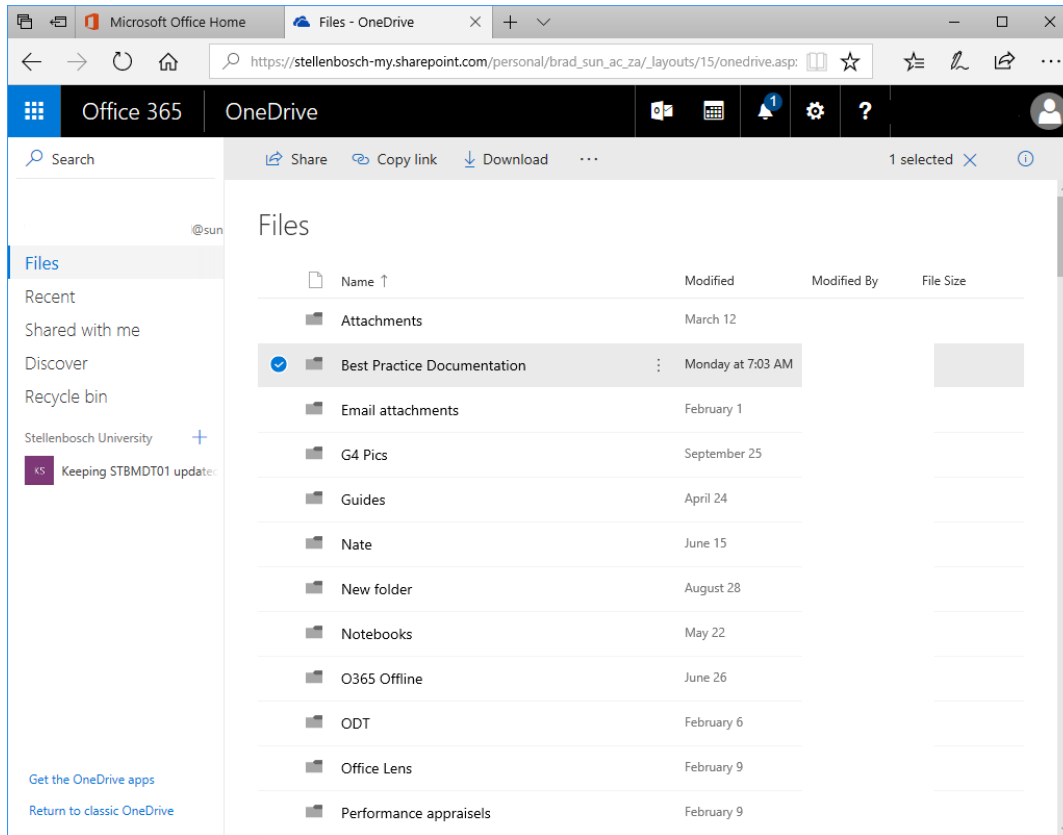 Microsoft Office Home Files - OneDrive
https://stellenbosch-my.sharepoint.com/personal/brad_sun_ac_za/_layouts/15/onedrive.asp:
Office 365 OneDrive 1 ?
Search Share Copy link Download ... 1 selected
@sun
Files
Files
Recent
Shared with me
Discover
Recycle bin
Stellenbosch University
KS Keeping STBMDT01 update
Get the OneDrive apps
Return to classic OneDrive
Name ↑ Modified Modified By File Size
Attachments March 12
Best Practice Documentation Monday at 7:03 AM
Email attachments February 1
G4 Pics September 25
Guides April 24
Nate June 15
New folder August 28
Notebooks May 22
O365 Offline June 26
ODT February 6
Office Lens February 9
Performance appraisels February 9